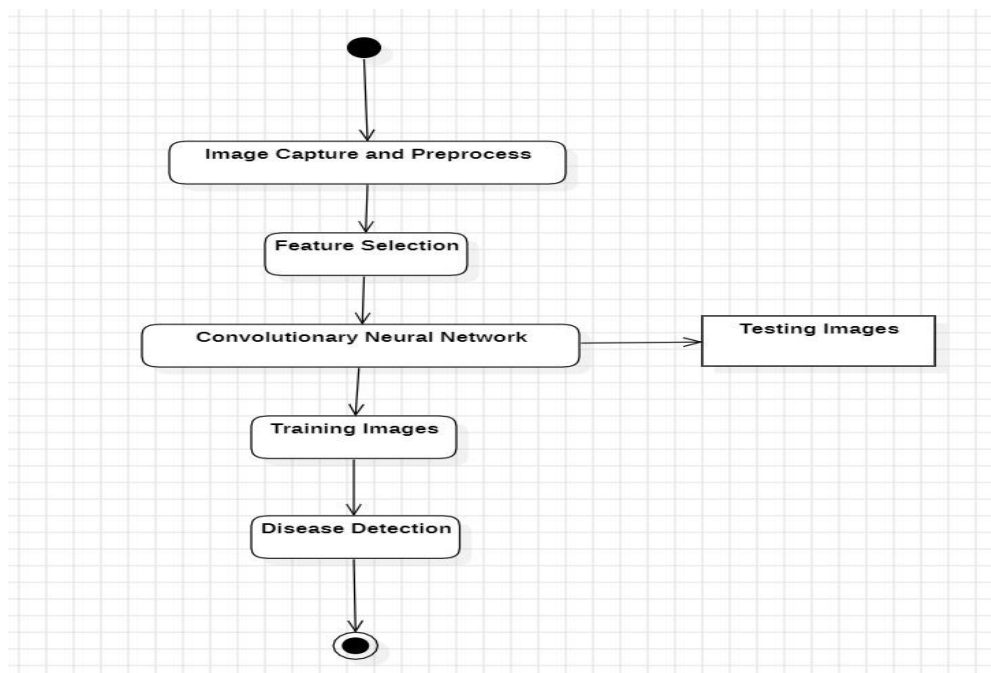 Image Capture and Preprocess
Feature Selection
Convolutionary Neural Network
Testing Images
Training Images
Disease Detection